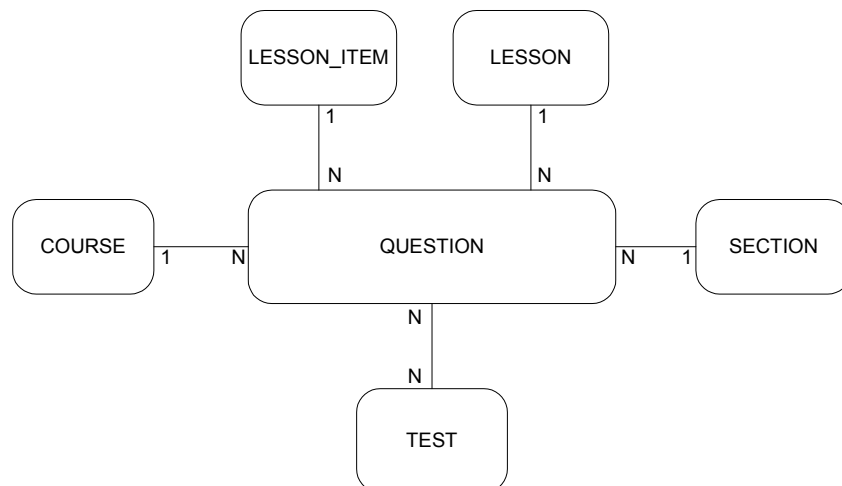 LESSON_ITEM
LESSON
1
1
N
N
COURSE
1
N
QUESTION
N
1
SECTION
N
N
TEST